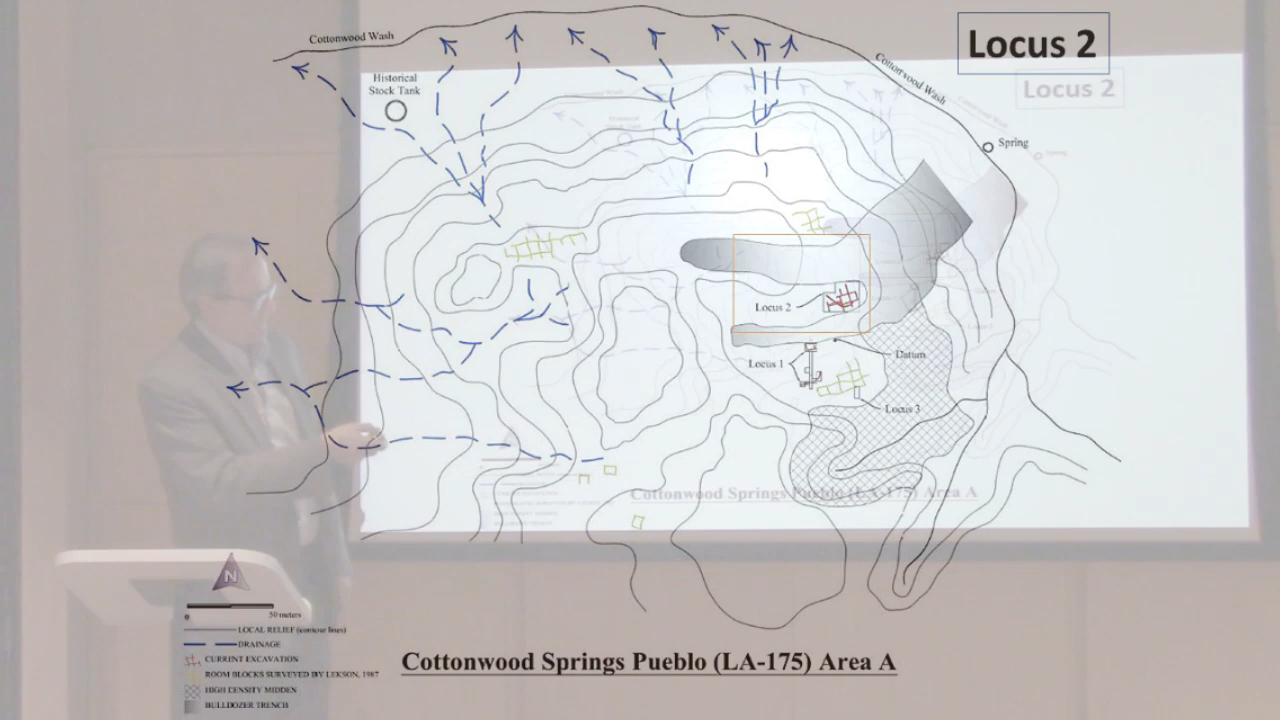 Locus 2
Cottonwood Wash
Historical
Stock Tank
Cottonwood Wash
Locus 2
Spring
Locus 2
Datum
Locus 1
Locus 3
Cottonwood Springs Pueblo (LA-175) Area A
N
0
50 meters
LOCAL RELIEF (contour lines)
DRAINAGE
CURRENT EXCAVATION
ROOM BLOCKS SURVEYED BY LEKSON, 1987
HIGH DENSITY MIDDEN
BULLDOZER TRENCH
Cottonwood Springs Pueblo (LA-175) Area A